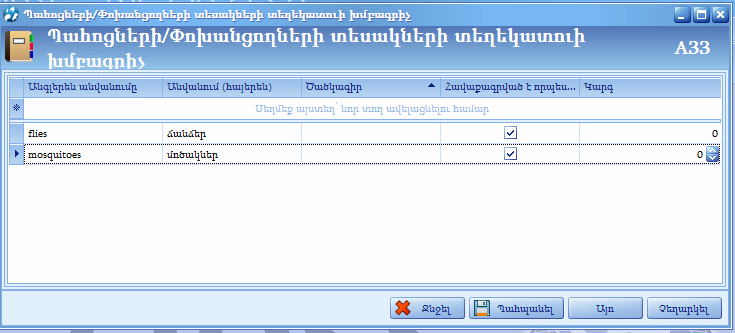 Պահոցների/Փոխանցողների տեսակների տեղեկատուի խմբագրիչ
Պահոցների/Փոխանցողների տեսակների տեղեկատուի
խմբագրիչ
A33
Անգլերեն անվանումը Անվանում (հայերեն) Ծածկագիր Հավաքագրված է որպես... Կարգ
Սեղմեք այստեղ՝ նոր տող ավելացնելու համար
flies ճանճեր 0
mosquitoes մոծակներ 0
Ջնջել Պահպանել Այո Չեղարկել